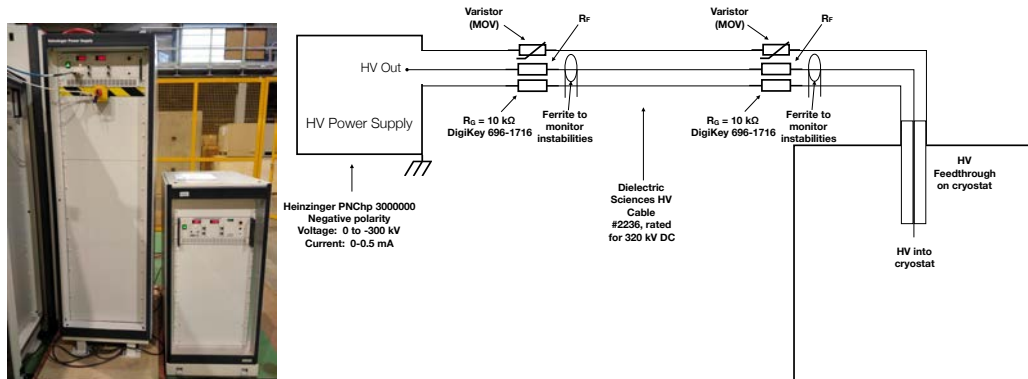 Heinzinger Power Supply
Varistor
(MOV)
RF
Varistor
(MOV)
RF
HV Out
HV Power Supply
RG = 10 kΩ
DigiKey 696-1716
Ferrite to
monitor
instabilities
RG = 10 kΩ
DigiKey 696-1716
Ferrite to
monitor
instabilities
HV
Feedthrough
on cryostat
Heinzinger PNChp 3000000
Negative polarity
Voltage: 0 to -300 kV
Current: 0-0.5 mA
Dielectric
Sciences HV
Cable
#2236, rated
for 320 kV DC
HV into
cryostat